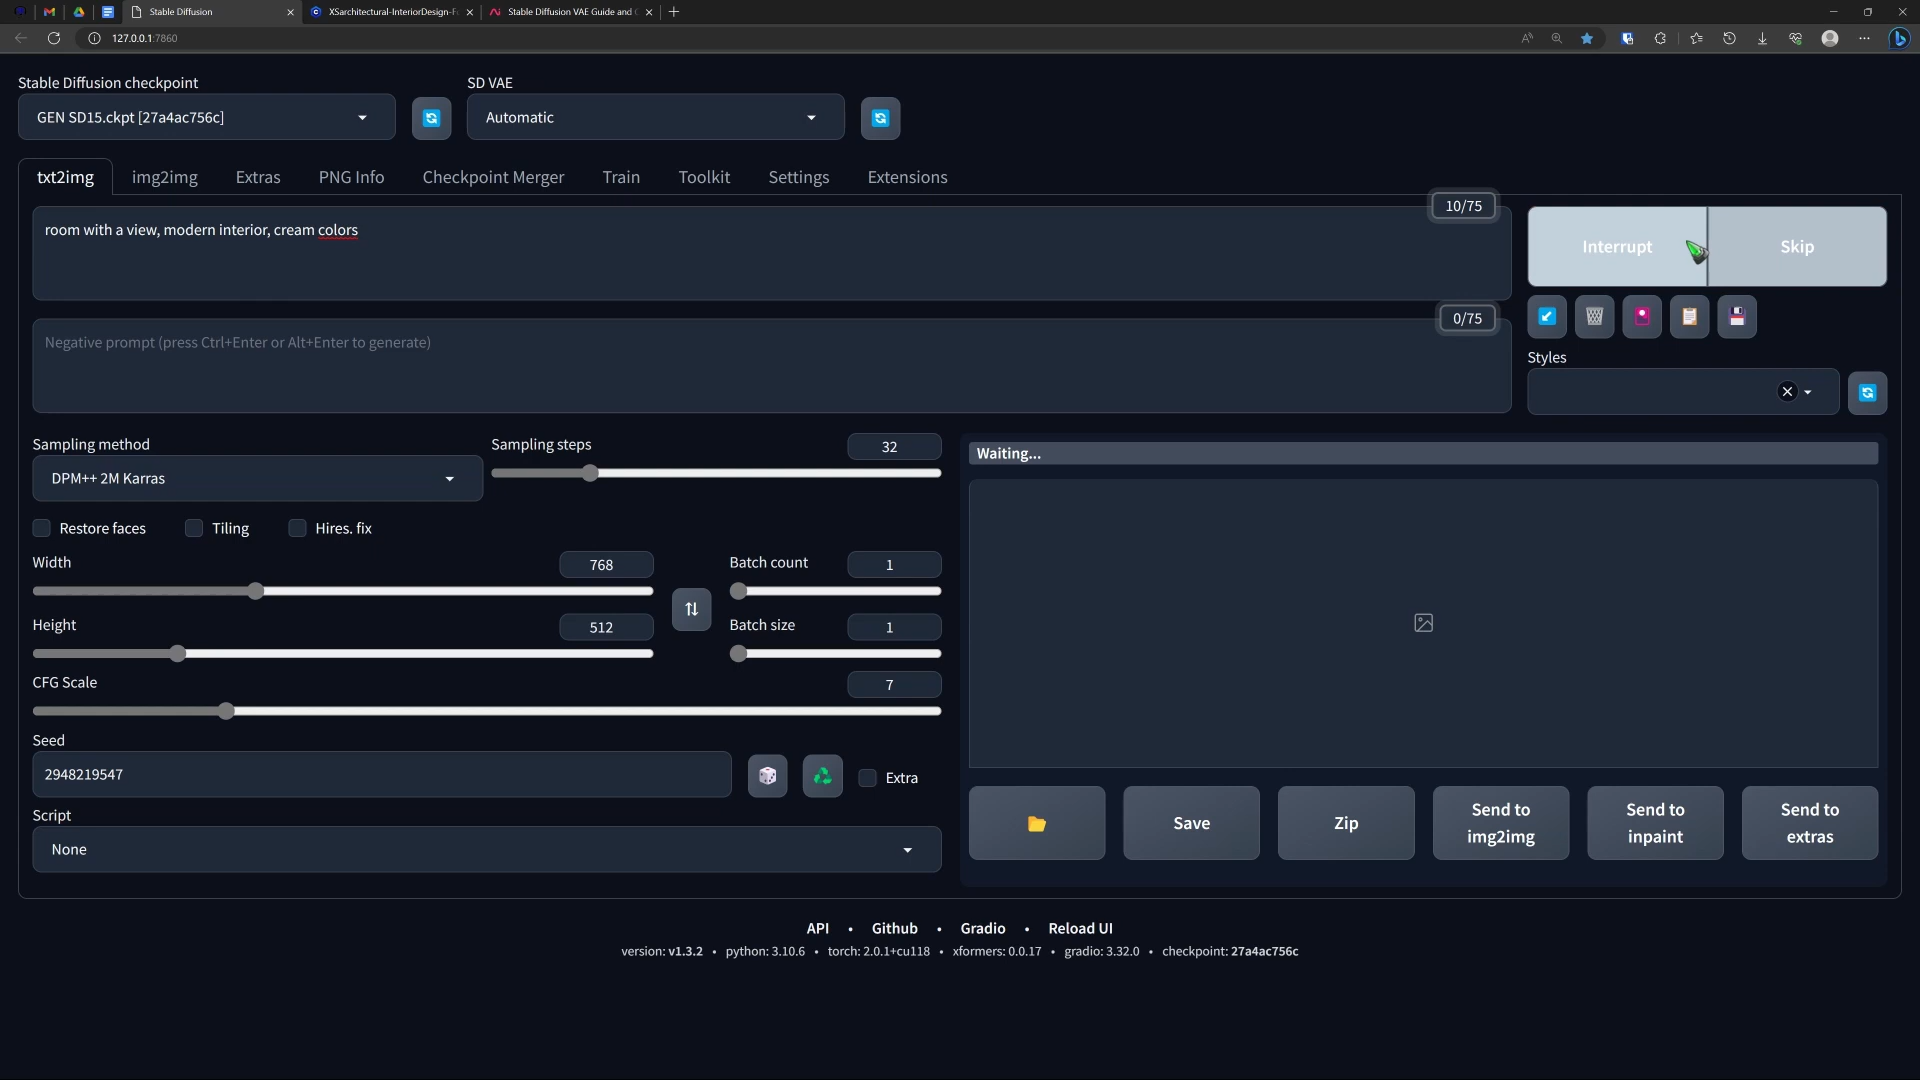 Stable Diffusion
XSarchitectural-InteriorDesign-F
Stable Diffusion VAE Guide and
127.0.0.1:7860
Stable Diffusion checkpoint
SD VAE
GEN SD15.ckpt [27a4ac756c]
Automatic
txt2img
img2img
Extras
PNG Info
Checkpoint Merger
Train
Toolkit
Settings
Extensions
10/75
room with a view, modern interior, cream colors
Interrupt
Skip
0/75
Negative prompt (press Ctrl+Enter or Alt+Enter to generate)
Styles
Sampling method
DPM++ 2M Karras
Sampling steps
32
Restore faces
Tiling
Hires. fix
Width
768
Height
512
Batch count
1
Batch size
1
CFG Scale
7
Seed
2948219547
Extra
Script
None
Waiting...
Save
Zip
Send to
img2img
Send to
inpaint
Send to
extras
API • Github • Gradio • Reload UI
version: v1.3.2 • python: 3.10.6 • torch: 2.0.1+cu118 • xformers: 0.0.17 • gradio: 3.32.0 • checkpoint: 27a4ac756c